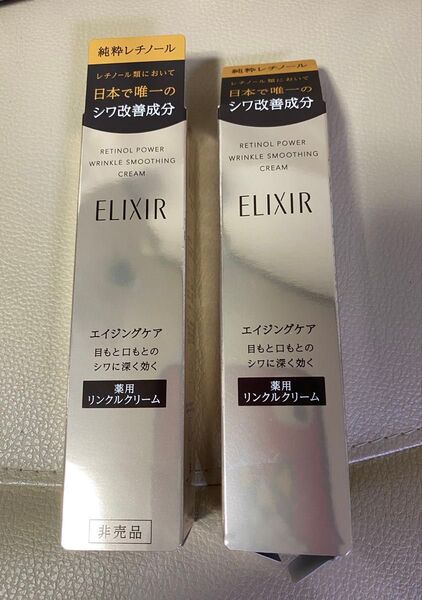 純粋レチノール
レチノール類において
日本で唯一の
シワ改善成分
RETINOL POWER
WRINKLE SMOOTHING
CREAM
ELIXIR
エイジングケア
目もと口もとの
シワに深く効く
薬用
リンクルクリーム
非売品
純粋レチノール
レチノール類において
日本で唯一の
シワ改善成分
RETINOL POWER
WRINKLE SMOOTHING
CREAM
ELIXIR
エイジングケア
目もと口もとの
シワに深く効く
薬用
リンクルクリーム